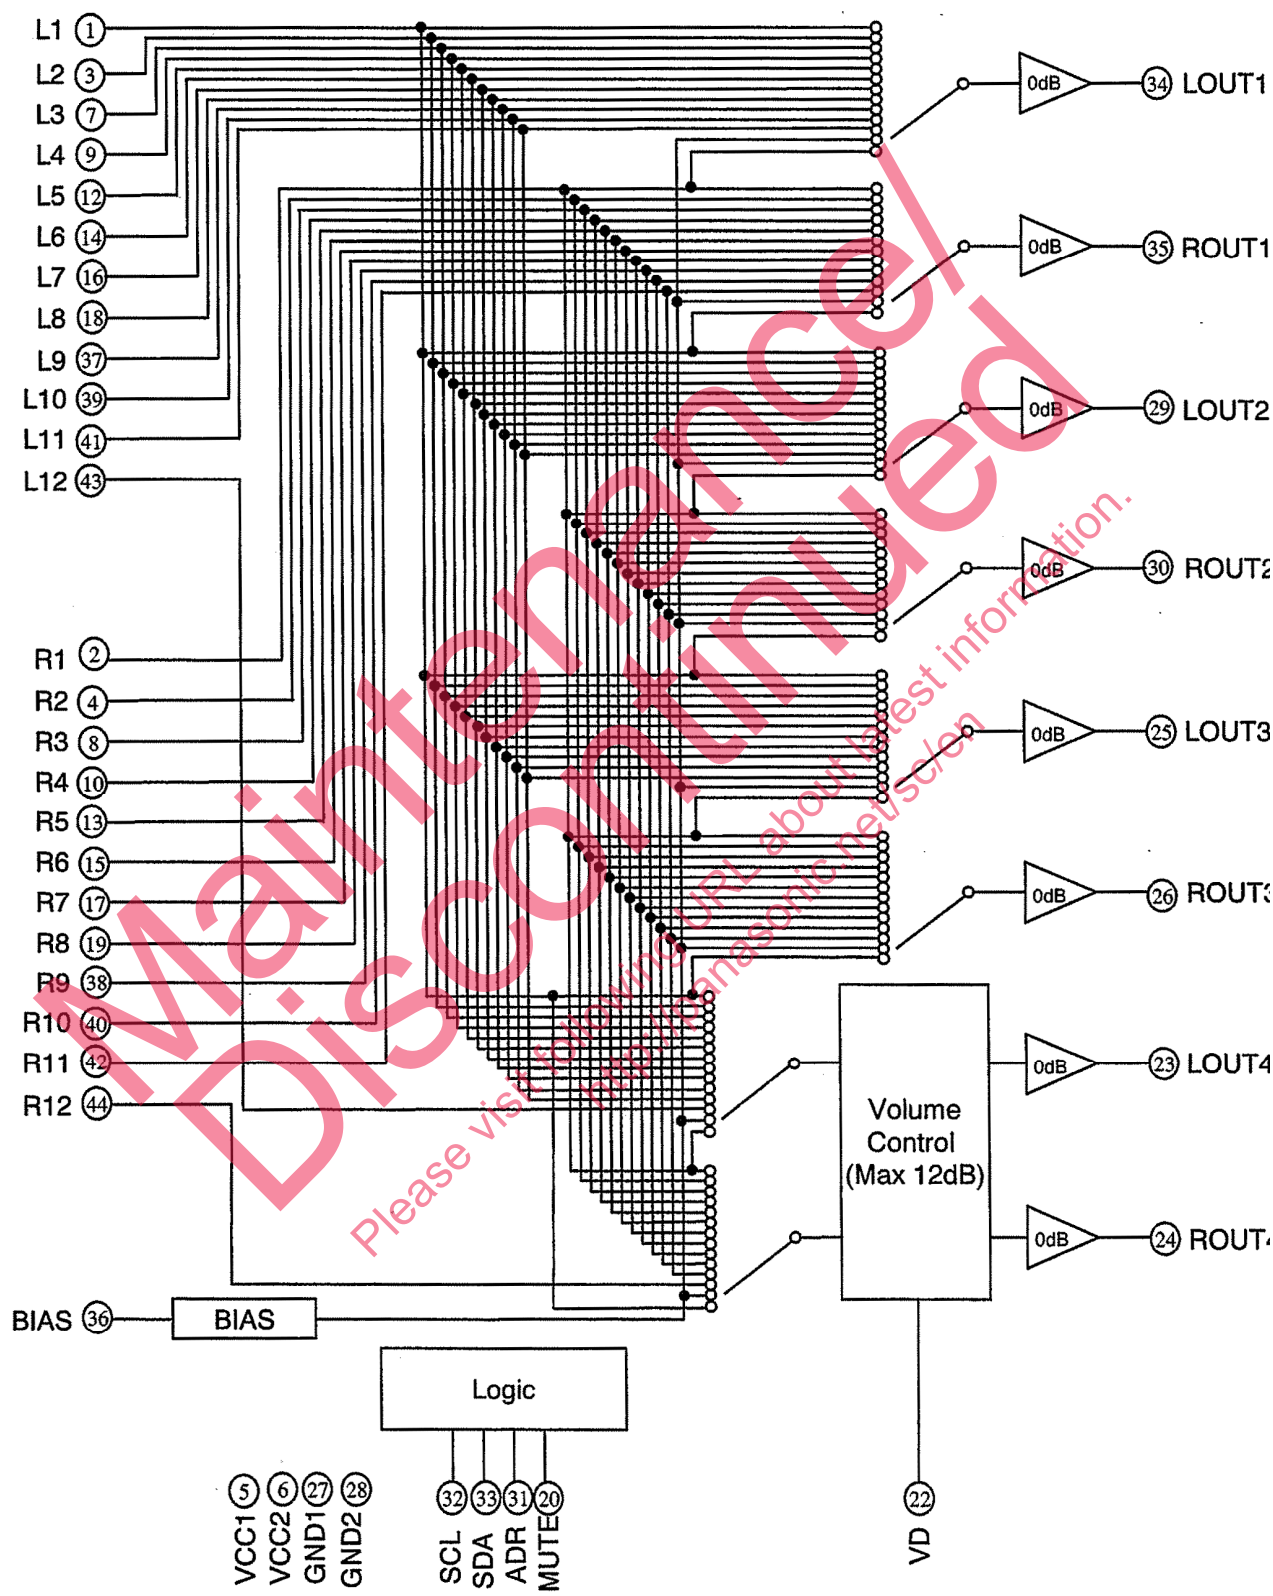 L1 1
L2 3
L3 7
L4 9
L5 12
L6 14
L7 16
L8 18
L9 37
L10 39
L11 41
L12 43
R1 2
R2 4
R3 8
R4 10
R5 13
R6 15
R7 17
R8 19
R9 38
R10 40
R11 42
R12 44
BIAS 36 BIAS
0dB 34 LOUT1
0dB 35 ROUT1
0dB 29 LOUT2
0dB 30 ROUT2
0dB 25 LOUT3
0dB 26 ROUT3
0dB 23 LOUT4
0dB 24 ROUT4
Volume
Control
(Max 12dB)
Logic
VCC1 5
VCC2 6
GND1 27
GND2 28
SCL 32
SDA 33
ADR 31
MUTE 20
VD 22
Maintenance/
Discontinued
Please visit following URL about latest information.
http://panasonic.net/sc/en